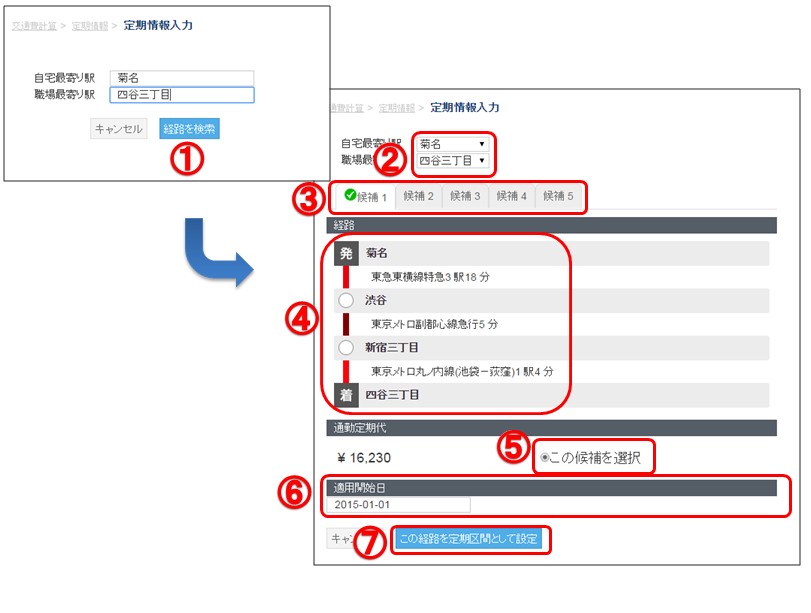 交通費計算 > 定期情報 > 定期情報入力
自宅最寄り駅 菊名
職場最寄り駅 四谷三丁目
キャンセル 経路を検索
①
通費計算 > 定期情報 > 定期情報入力
自宅最寄り駅 菊名
職場最 ② 四谷三丁目
③ 候補 1 候補 2 候補 3 候補 4 候補 5
経路
発 菊名
東急東横線特急3 駅18 分
渋谷
④ 東京メトロ副都心線急行5 分
新宿三丁目
東京メトロ丸ノ内線(池袋ー荻窪)1 駅4 分
着 四谷三丁目
通勤定期代
¥ 16,230 ⑤ この候補を選択
⑥ 適用開始日
2015-01-01
キャン ⑦ この経路を定期区間として設定